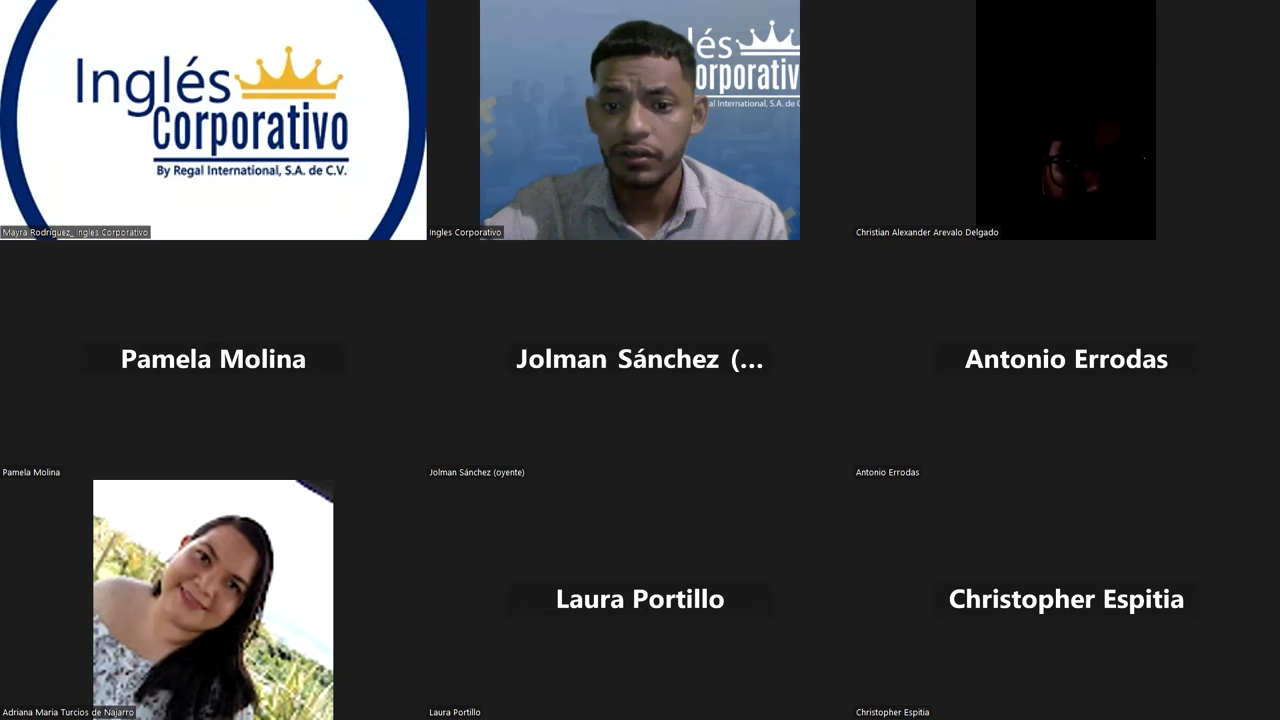 Inglés
Corporativo
By Regal International, S.A. de C.V.
Mayra Rodriguez_ Ingles Corporativo
lés
orporativ
al International, S.A. de C
Ingles Corporativo
Christian Alexander Arevalo Delgado
Pamela Molina
Jolman Sánchez (...
Antonio Errodas
Pamela Molina
Jolman Sánchez (oyente)
Antonio Errodas
Laura Portillo
Christopher Espitia
Adriana Maria Turcios de Najarro
Laura Portillo
Christopher Espitia